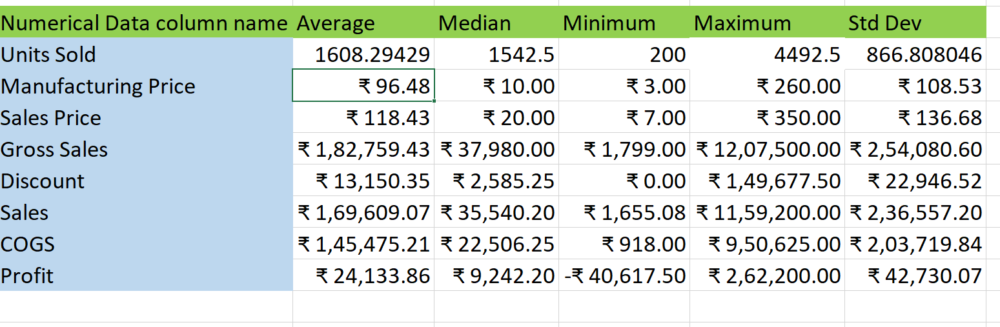 Numerical Data column name Average Median Minimum Maximum Std Dev
Units Sold 1608.29429 1542.5 200 4492.5 866.808046
Manufacturing Price ₹ 96.48 ₹ 10.00 ₹ 3.00 ₹ 260.00 ₹ 108.53
Sales Price ₹ 118.43 ₹ 20.00 ₹ 7.00 ₹ 350.00 ₹ 136.68
Gross Sales ₹ 1,82,759.43 ₹ 37,980.00 ₹ 1,799.00 ₹ 12,07,500.00 ₹ 2,54,080.60
Discount ₹ 13,150.35 ₹ 2,585.25 ₹ 0.00 ₹ 1,49,677.50 ₹ 22,946.52
Sales ₹ 1,69,609.07 ₹ 35,540.20 ₹ 1,655.08 ₹ 11,59,200.00 ₹ 2,36,557.20
COGS ₹ 1,45,475.21 ₹ 22,506.25 ₹ 918.00 ₹ 9,50,625.00 ₹ 2,03,719.84
Profit ₹ 24,133.86 ₹ 9,242.20 -₹ 40,617.50 ₹ 2,62,200.00 ₹ 42,730.07